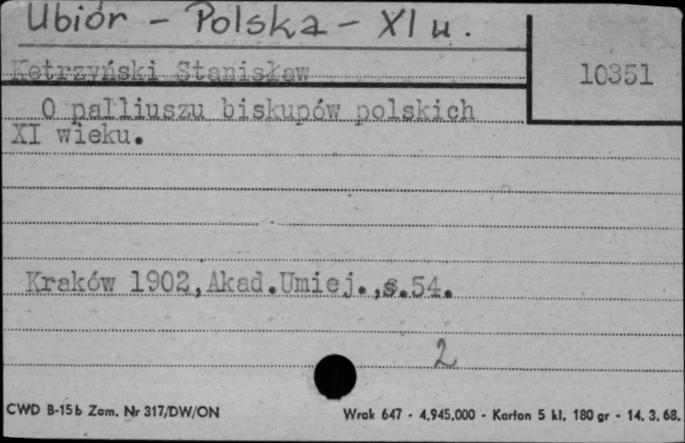 Ubiór - Polska - XI w.
Kętrzyński Stanisław
10351
O palliuszu biskupów polskich
XI wieku.
Kraków 1902, Akad.Umiej.,s.54.
2
CWD B-15b Zam. Nr 317/DW/ON
Wrak 647 - 4.945.000 - Karton 5 kl. 180 gr - 14. 3. 68.